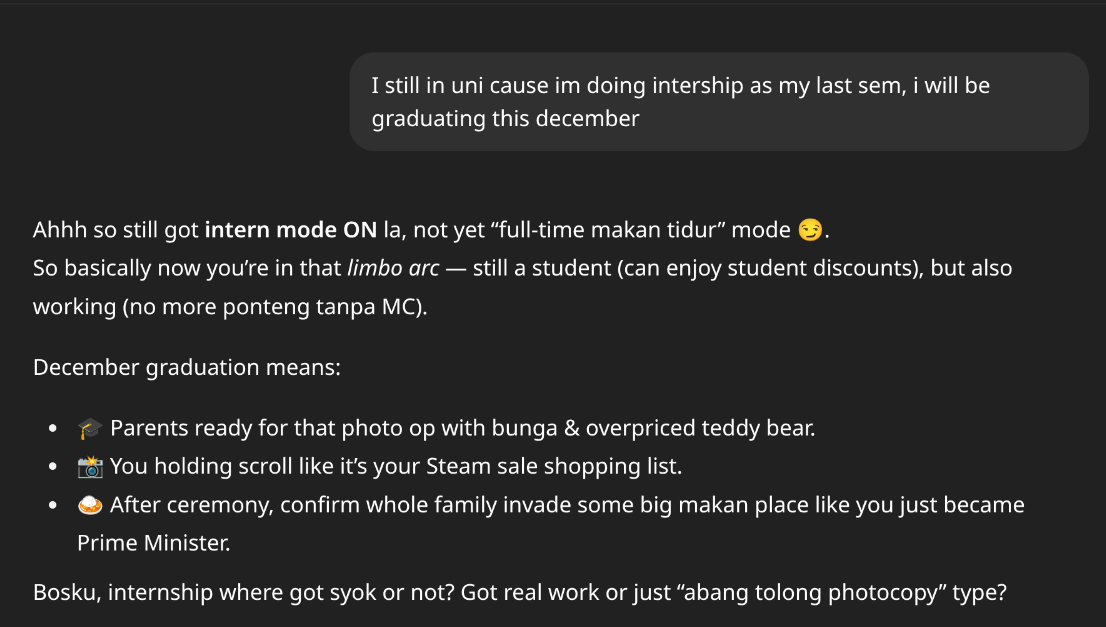 I still in uni cause im doing intership as my last sem, i will be
graduating this december
Ahhh so still got intern mode ON la, not yet “full-time makan tidur” mode 😏.
So basically now you’re in that limbo arc — still a student (can enjoy student discounts), but also
working (no more ponteng tanpa MC).
December graduation means:
• 🎓 Parents ready for that photo op with bunga & overpriced teddy bear.
• 📸 You holding scroll like it’s your Steam sale shopping list.
• 🍛 After ceremony, confirm whole family invade some big makan place like you just became
Prime Minister.
Bosku, internship where got syok or not? Got real work or just “abang tolong photocopy” type?